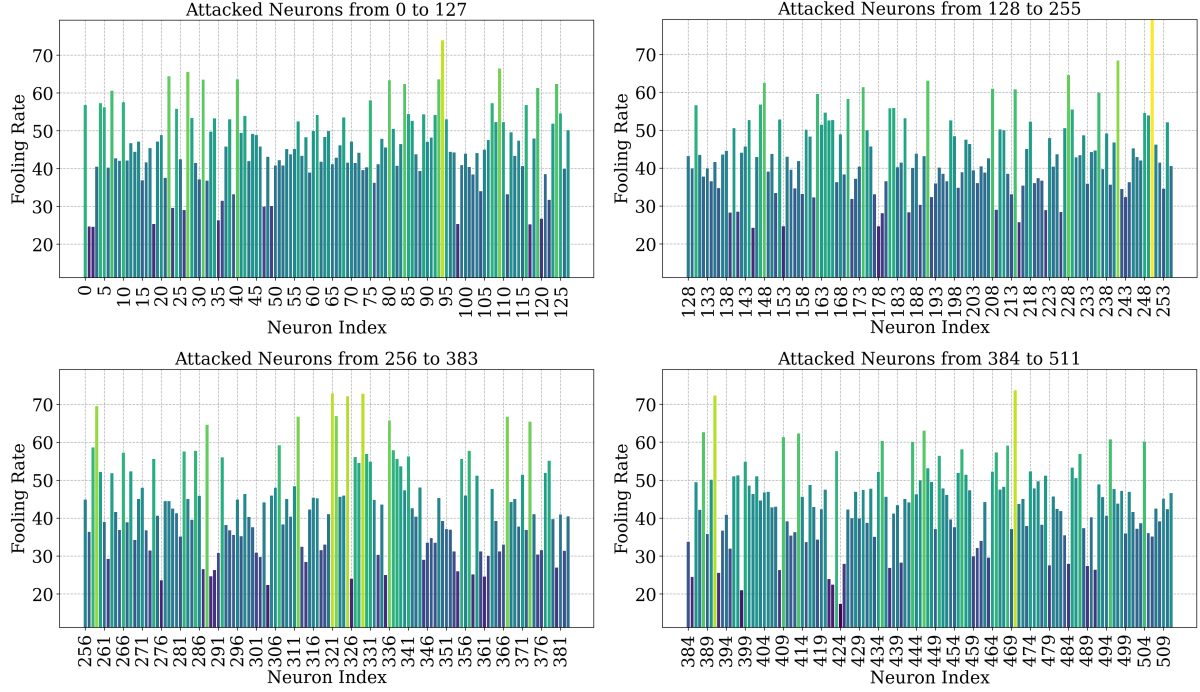 Attacked Neurons from 0 to 127
Fooling Rate
70
60
50
40
30
20
0 5 10 15 20 25 30 35 40 45 50 55 60 65 70 75 80 85 90 95 100 105 110 115 120 125
Neuron Index
Attacked Neurons from 128 to 255
Fooling Rate
70
60
50
40
30
20
128 133 138 143 148 153 158 163 168 173 178 183 188 193 198 203 208 213 218 223 228 233 238 243 248 253
Neuron Index
Attacked Neurons from 256 to 383
Fooling Rate
70
60
50
40
30
20
256 261 266 271 276 281 286 291 296 301 306 311 316 321 326 331 336 341 346 351 356 361 366 371 376 381
Neuron Index
Attacked Neurons from 384 to 511
Fooling Rate
70
60
50
40
30
20
384 389 394 399 404 409 414 419 424 429 434 439 444 449 454 459 464 469 474 479 484 489 494 499 504 509
Neuron Index